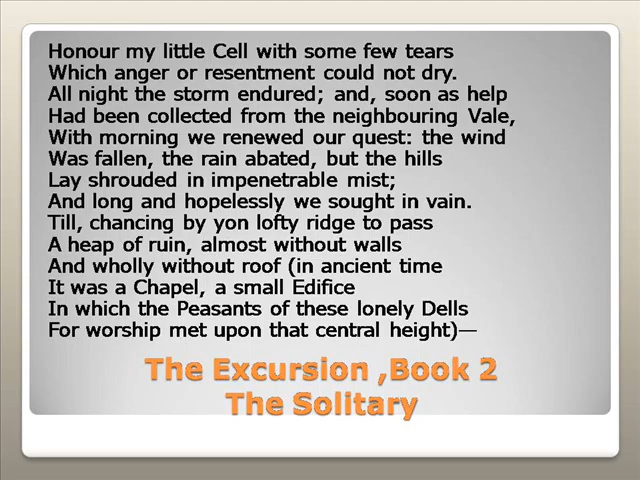 Honour my little Cell with some few tears
Which anger or resentment could not dry.
All night the storm endured; and, soon as help
Had been collected from the neighbouring Vale,
With morning we renewed our quest: the wind
Was fallen, the rain abated, but the hills
Lay shrouded in impenetrable mist;
And long and hopelessly we sought in vain.
Till, chancing by yon lofty ridge to pass
A heap of ruin, almost without walls
And wholly without roof (in ancient time
It was a Chapel, a small Edifice
In which the Peasants of these lonely Dells
For worship met upon that central height)—
The Excursion ,Book 2
The Solitary